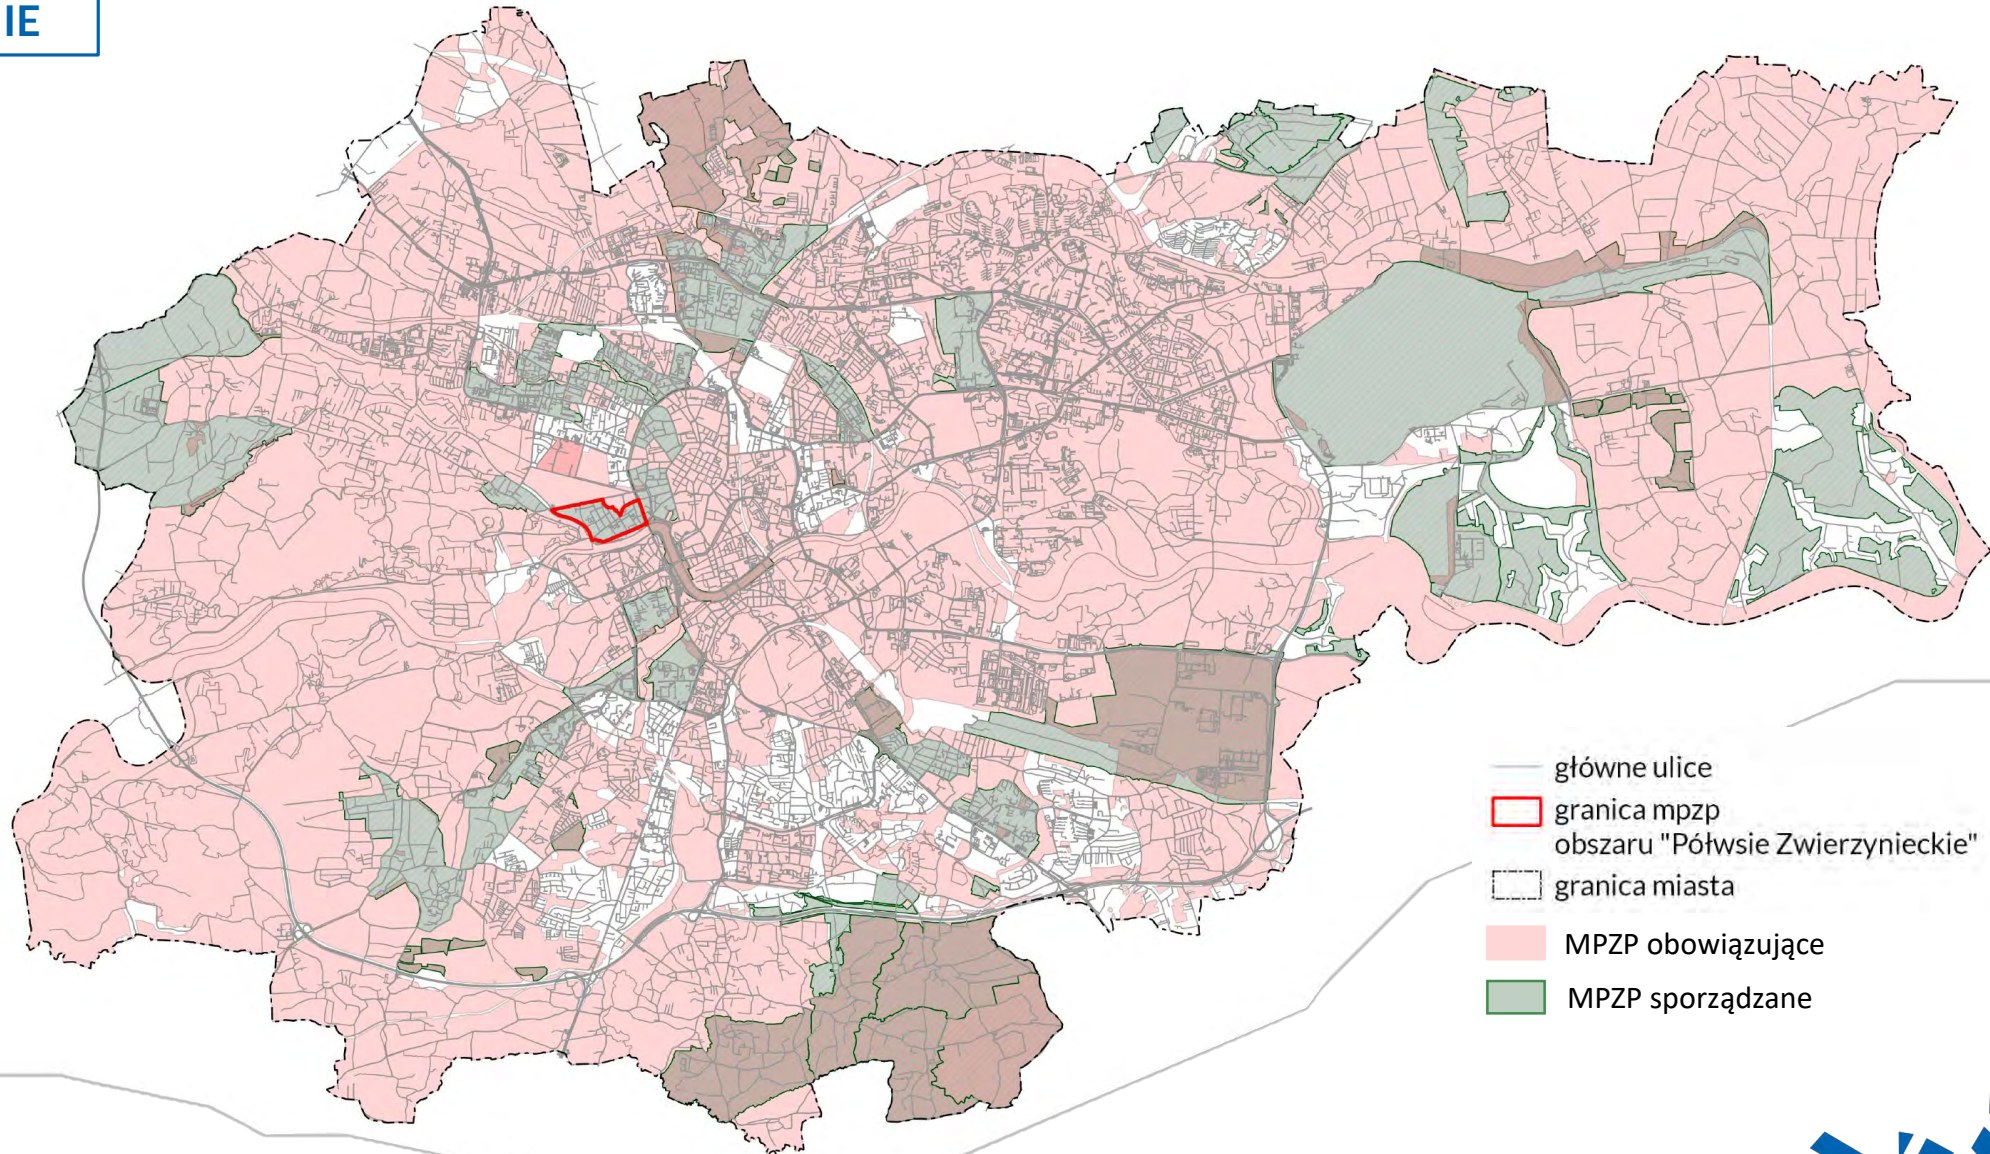 IE
główne ulice
granica mpzp
obszaru "Półwsie Zwierzynieckie"
granica miasta
MPZP obowiązujące
MPZP sporządzane